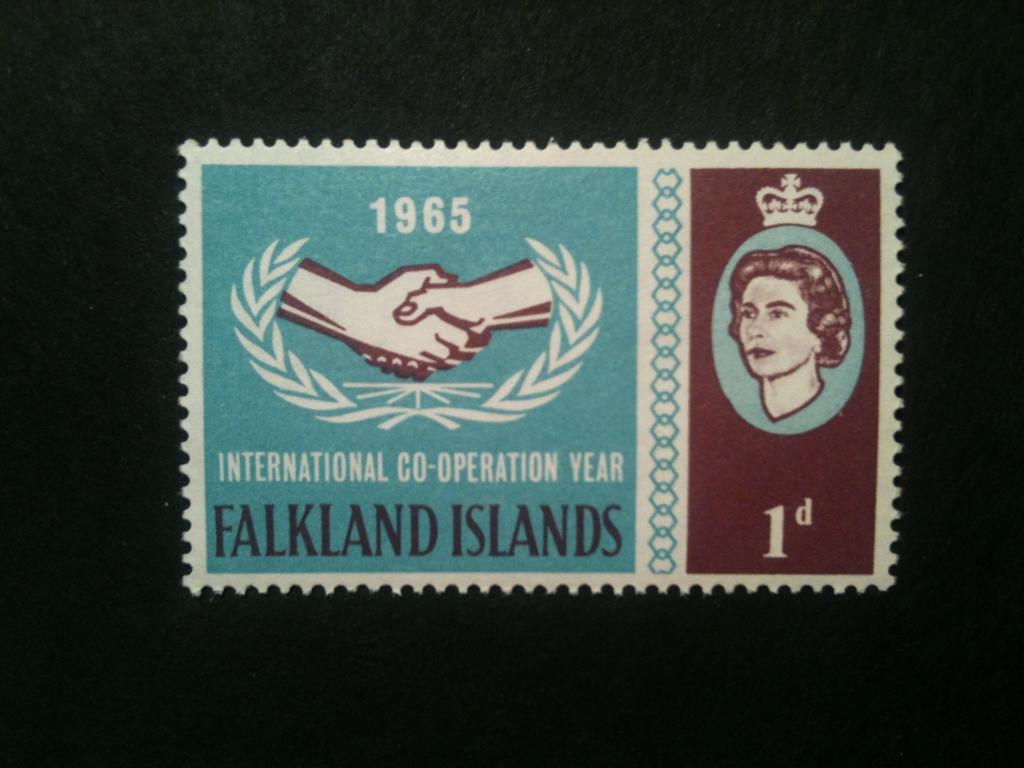 1965
INTERNATIONAL CO-OPERATION YEAR
FALKLAND ISLANDS
1d